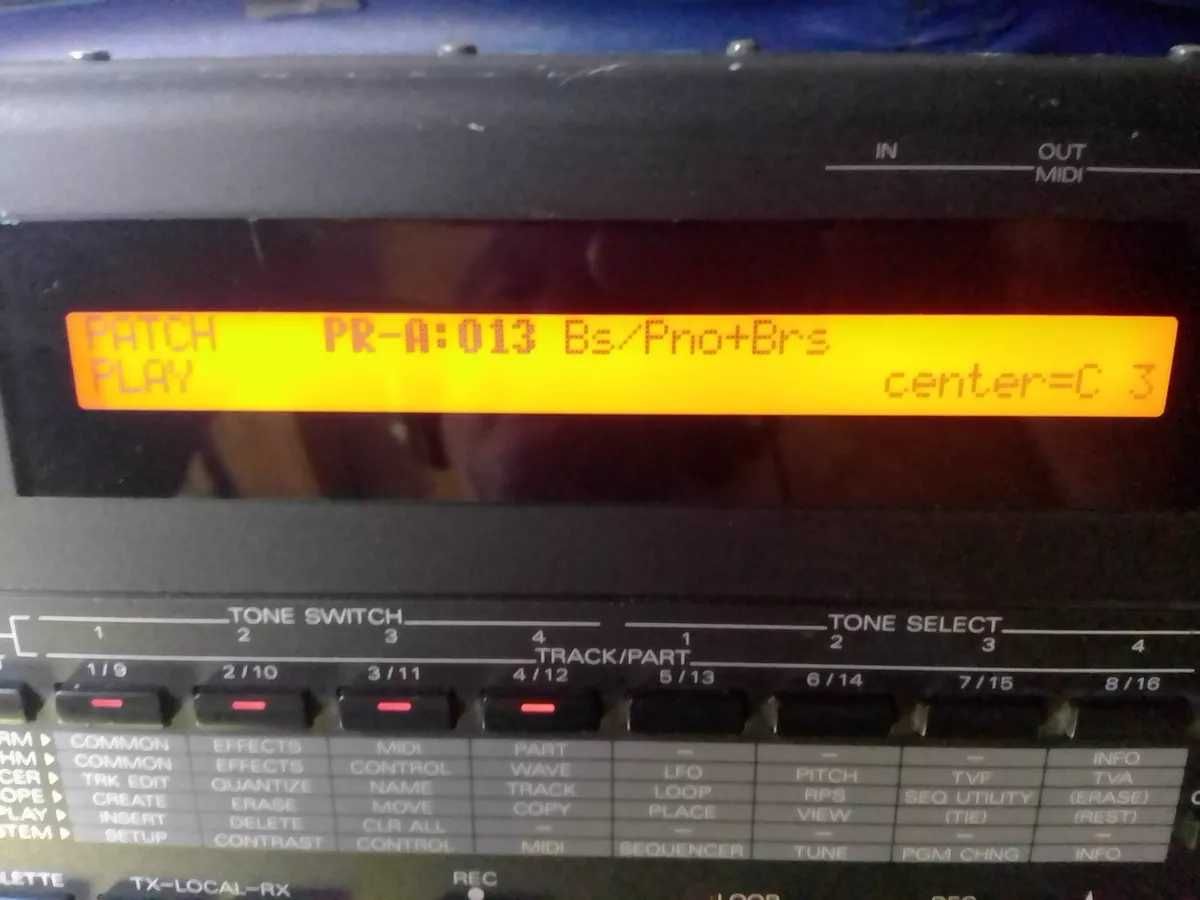 IN OUT
MIDI
PATCH PR-A:013 Bs/Pno+Brs
PLAY center=C 3
TONE SWITCH TONE SELECT
1 2 3 4 1 2 3 4
TRACK/PART
1/9 2/10 3/11 4/12 5/13 6/14 7/15 8/16
COMMON EFFECTS MIDI PART — — — INFO
COMMON EFFECTS CONTROL WAVE LFO PITCH TVF TVA
TRK EDIT QUANTIZE NAME TRACK LOOP RPS SEQ UTILITY (ERASE)
CREATE ERASE MOVE COPY PLACE VIEW (TIE) (REST)
INSERT DELETE CLR ALL — — — — —
SETUP CONTRAST CONTROL MIDI SEQUENCER TUNE PGM CHNG INFO
TX-LOCAL-RX REC LOOP